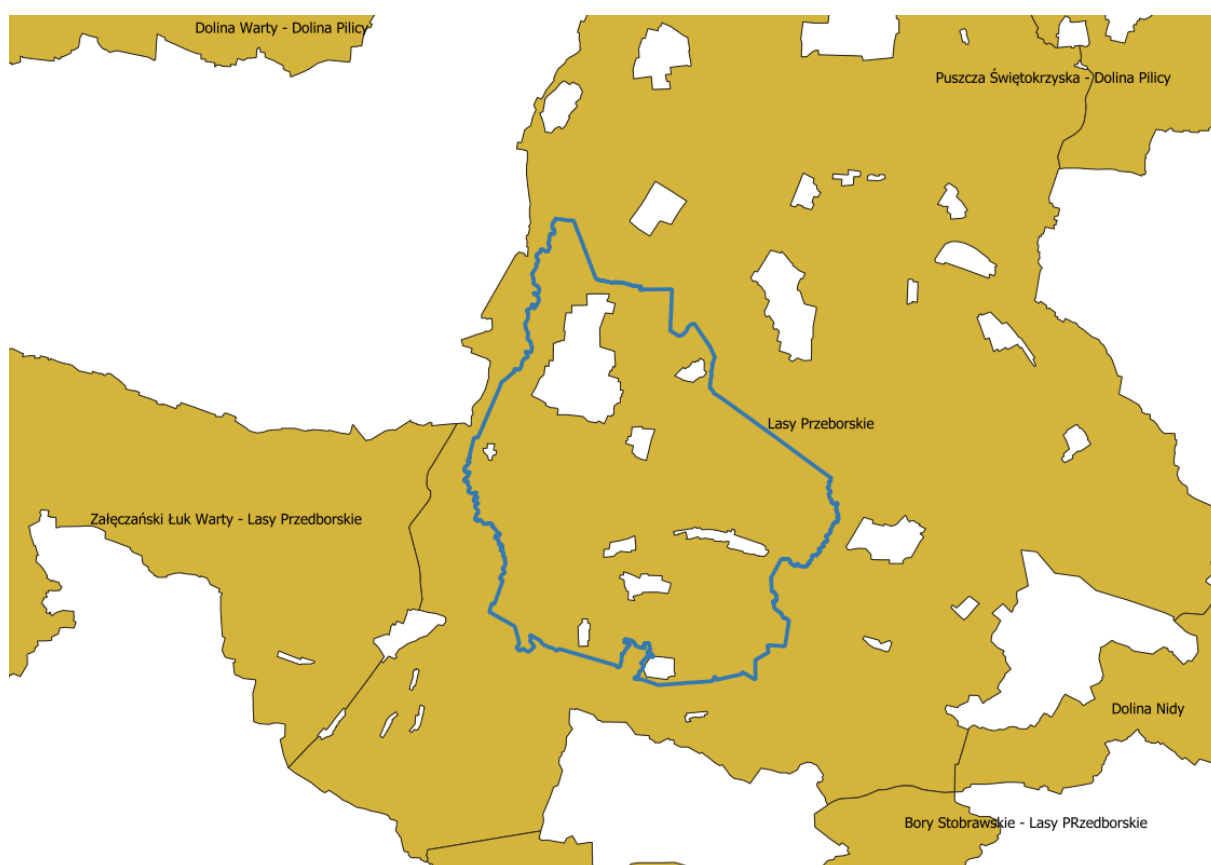 Dolina Warty - Dolina Pilicy
Puszcza Świętokrzyska - Dolina Pilicy
Lasy Przeborskie
Załęczański Łuk Warty - Lasy Przedborskie
Dolina Nidy
Bory Stobrawskie - Lasy PRzedborskie